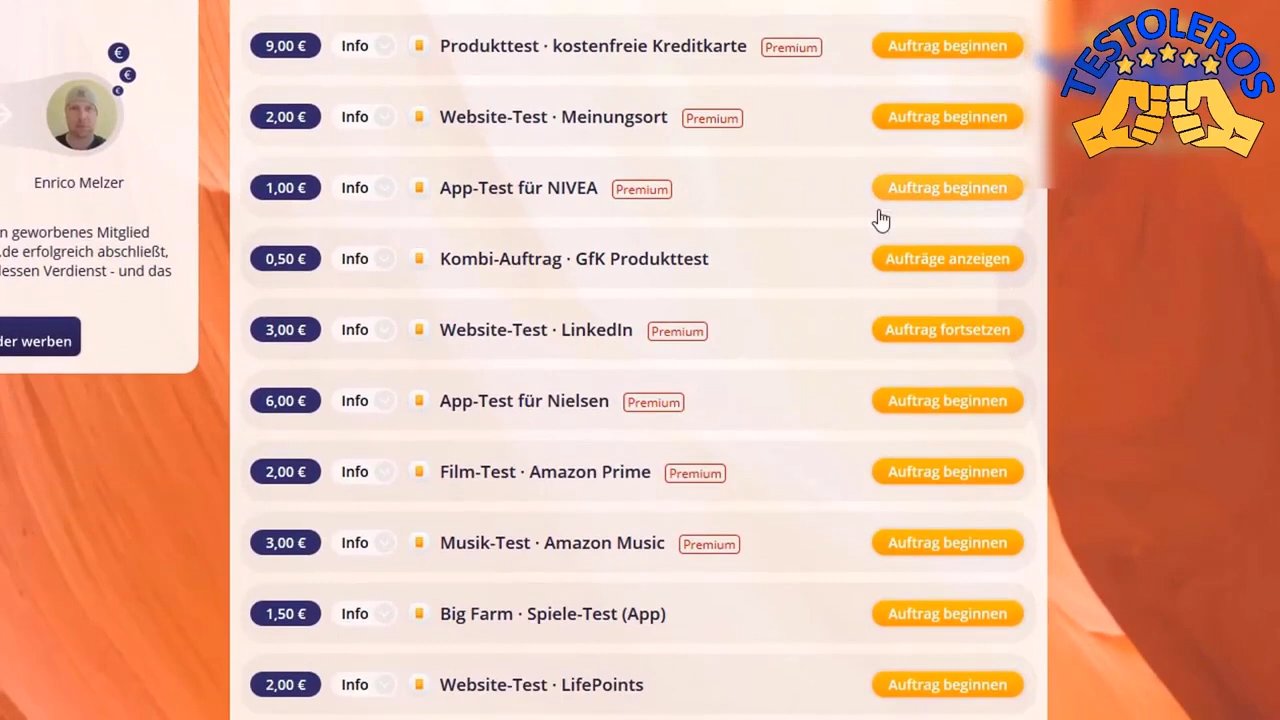 €
€
€
Enrico Melzer
n geworbenes Mitglied
.de erfolgreich abschließt,
dessen Verdienst - und das
der werben
9,00 € Info Produkttest · kostenfreie Kreditkarte Premium Auftrag beginnen
2,00 € Info Website-Test · Meinungsort Premium Auftrag beginnen
1,00 € Info App-Test für NIVEA Premium Auftrag beginnen
0,50 € Info Kombi-Auftrag · GfK Produkttest Aufträge anzeigen
3,00 € Info Website-Test · LinkedIn Premium Auftrag fortsetzen
6,00 € Info App-Test für Nielsen Premium Auftrag beginnen
2,00 € Info Film-Test · Amazon Prime Premium Auftrag beginnen
3,00 € Info Musik-Test · Amazon Music Premium Auftrag beginnen
1,50 € Info Big Farm · Spiele-Test (App) Auftrag beginnen
2,00 € Info Website-Test · LifePoints Auftrag beginnen
TESTOLEROS